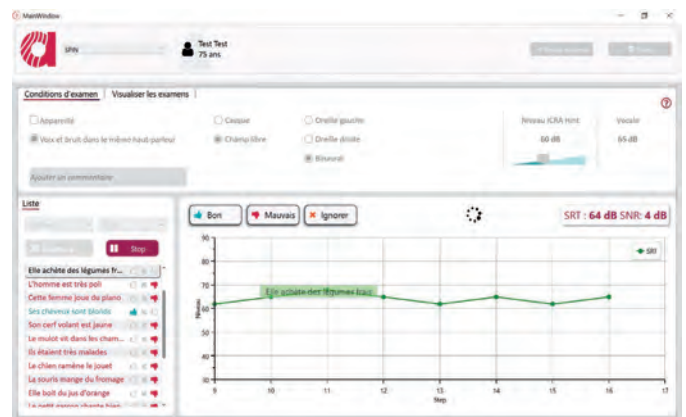 MainWindow
Test Test
75 ans
Conditions d'examen | Visualiser les examens |
Appareillé
Casque
Oreille gauche
Niveau ICRA Hint
Vocale
Voix et bruit dans le même haut-parleur
Champ libre
Oreille droite
60 dB
65 dB
Binaural
Ajouter un commentaire
Liste
Bon
Mauvais
Ignorer
SRT : 64 dB SNR: 4 dB
Stop
Elle achète des légumes fr...
L'homme est très poli
Cette femme joue du piano
Ses cheveux sont blonds
Son cerf volant est jaune
Le mulot vit dans les cham...
Ils étaient très malades
Le chien ramène le jouet
La souris mange du fromage
Elle boit du jus d'orange
Le petit garçon chante bien
90
80
70
60
50
40
30
Niveau
SRT
Elle achète des légumes frais
9 10 11 12 13 14 15 16 17
Step